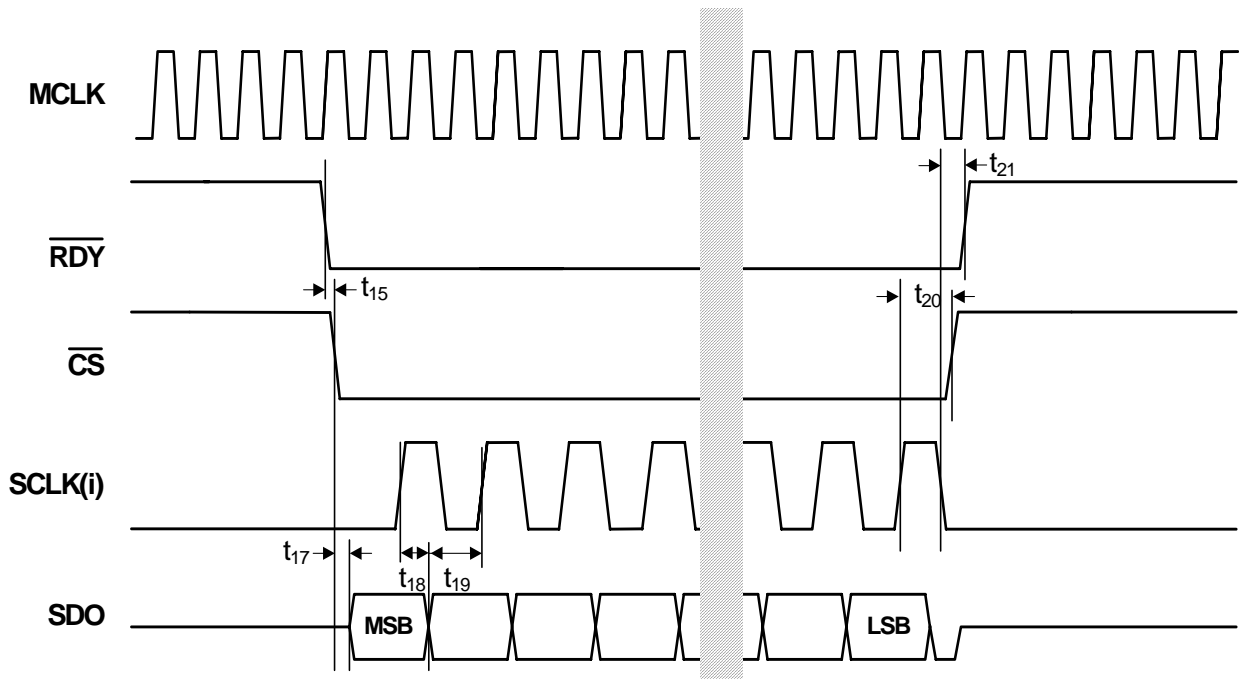 MCLK
t21
RDY
t15
t20
CS
SCLK(i)
t17
t18
t19
SDO
MSB
LSB